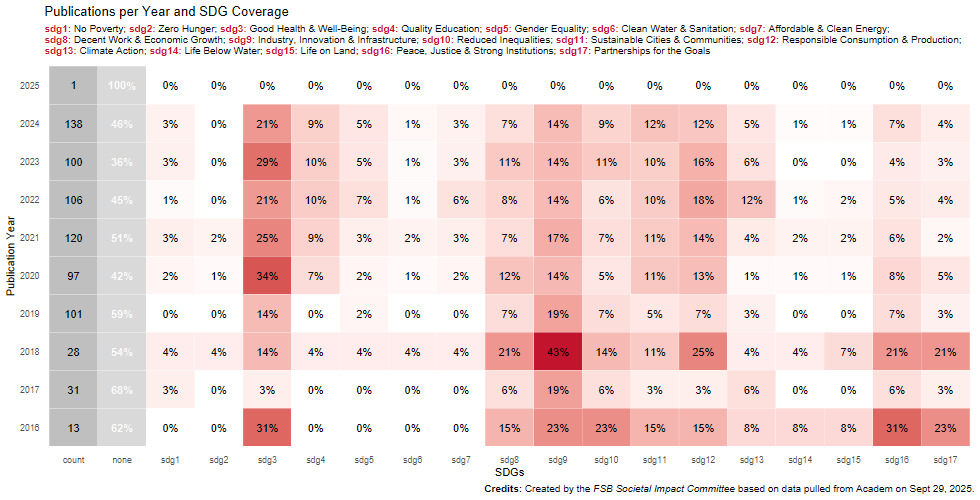 Publications per Year and SDG Coverage
sdg1: No Poverty; sdg2: Zero Hunger; sdg3: Good Health & Well-Being; sdg4: Quality Education; sdg5: Gender Equality; sdg6: Clean Water & Sanitation; sdg7: Affordable & Clean Energy;
sdg8: Decent Work & Economic Growth; sdg9: Industry, Innovation & Infrastructure; sdg10: Reduced Inequalities; sdg11: Sustainable Cities & Communities; sdg12: Responsible Consumption & Production;
sdg13: Climate Action; sdg14: Life Below Water; sdg15: Life on Land; sdg16: Peace, Justice & Strong Institutions; sdg17: Partnerships for the Goals
Publication Year
2025 1 100% 0% 0% 0% 0% 0% 0% 0% 0% 0% 0% 0% 0% 0% 0% 0% 0% 0%
2024 138 46% 3% 0% 21% 9% 5% 1% 3% 7% 14% 9% 12% 12% 5% 1% 1% 7% 4%
2023 100 36% 3% 0% 29% 10% 5% 1% 3% 11% 14% 11% 10% 16% 6% 0% 0% 4% 3%
2022 106 45% 1% 0% 21% 10% 7% 1% 6% 8% 14% 6% 10% 18% 12% 1% 2% 5% 4%
2021 120 51% 3% 2% 25% 9% 3% 2% 3% 7% 17% 7% 11% 14% 4% 2% 2% 6% 2%
2020 97 42% 2% 1% 34% 7% 2% 1% 2% 12% 14% 5% 11% 13% 1% 1% 1% 8% 5%
2019 101 59% 0% 0% 14% 0% 2% 0% 0% 7% 19% 7% 5% 7% 3% 0% 0% 7% 3%
2018 28 54% 4% 4% 14% 4% 4% 4% 4% 21% 43% 14% 11% 25% 4% 4% 7% 21% 21%
2017 31 68% 3% 0% 3% 0% 0% 0% 0% 6% 19% 6% 3% 3% 6% 0% 0% 6% 3%
2016 13 62% 0% 0% 31% 0% 0% 0% 0% 15% 23% 23% 15% 15% 8% 8% 8% 31% 23%
count none sdg1 sdg2 sdg3 sdg4 sdg5 sdg6 sdg7 sdg8 sdg9 sdg10 sdg11 sdg12 sdg13 sdg14 sdg15 sdg16 sdg17
SDGs
Credits: Created by the FSB Societal Impact Committee based on data pulled from Academ on Sept 29, 2025.